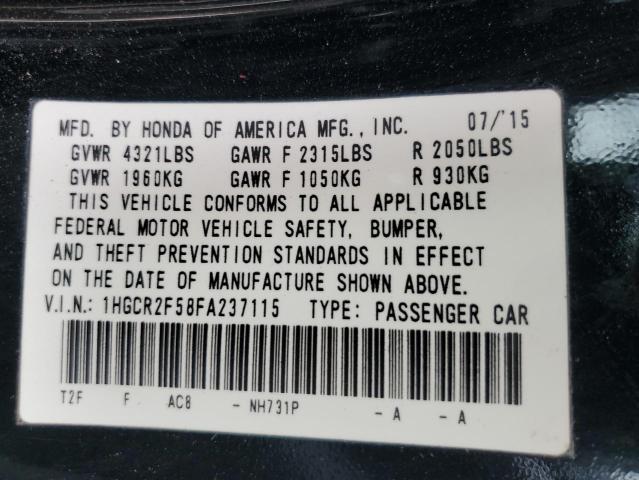 MFD. BY HONDA OF AMERICA MFG., INC. 07/'15
GVWR 4321LBS GAWR F 2315LBS R 2050LBS
GVWR 1960KG GAWR F 1050KG R 930KG
THIS VEHICLE CONFORMS TO ALL APPLICABLE
FEDERAL MOTOR VEHICLE SAFETY, BUMPER,
AND THEFT PREVENTION STANDARDS IN EFFECT
ON THE DATE OF MANUFACTURE SHOWN ABOVE.
V.I.N.: 1HGCR2F58FA237115 TYPE: PASSENGER CAR
T2F F AC8 - NH731P - A - A